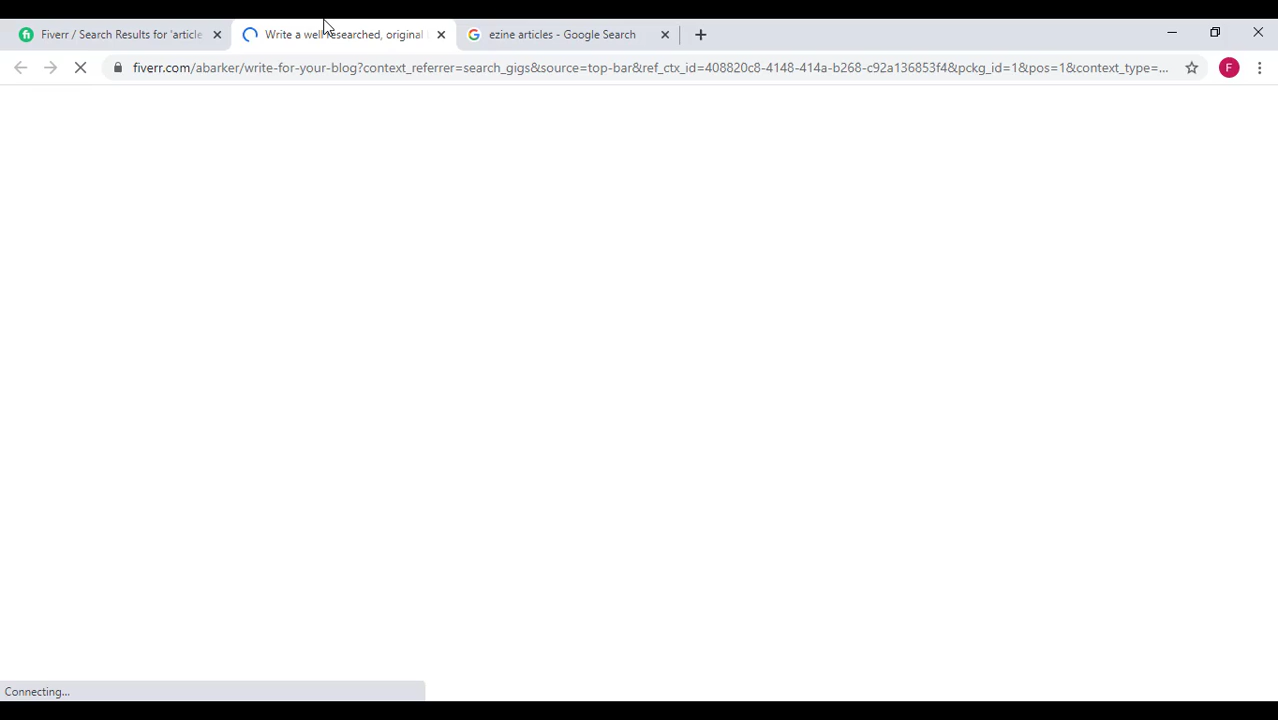 Fiverr / Search Results for 'article
Write a well researched, original
ezine articles - Google Search
fiverr.com/abarker/write-for-your-blog?context_referrer=search_gigs&source=top-bar&ref_ctx_id=408820c8-4148-414a-b268-c92a136853f4&pckg_id=1&pos=1&context_type=...
F
Connecting...